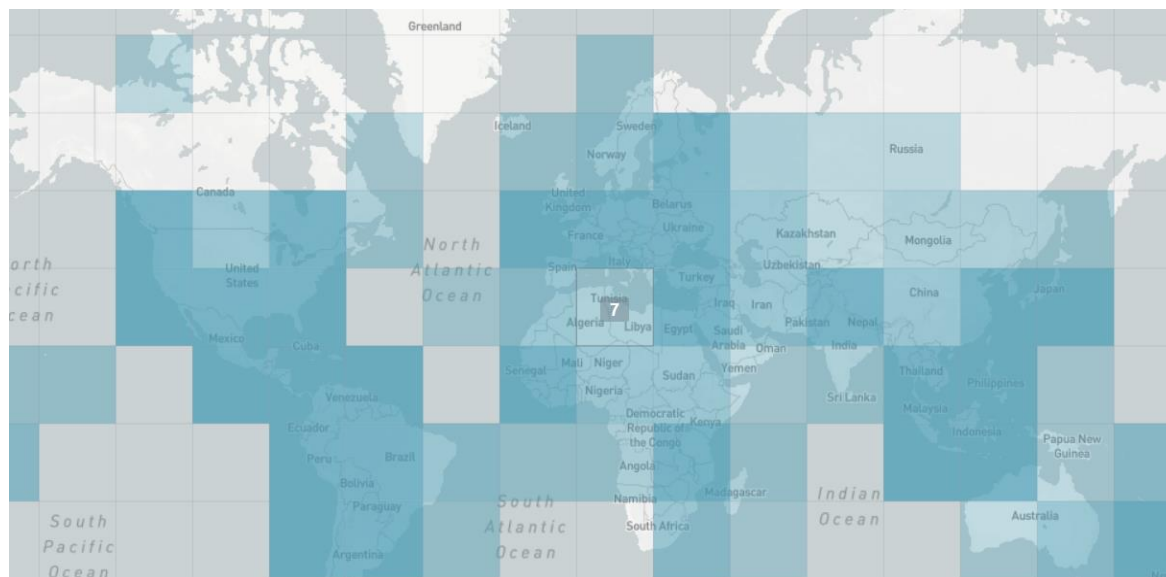 Greenland
Iceland
Sweden
Norway
Russia
Canada
United
Kingdom
Belarus
North
Atlantic
Ocean
France
Ukraine
Kazakhstan
Mongolia
Italy
Spain
Uzbekistan
United
States
Turkey
Tunisia
7
Iraq
Iran
China
Japan
Algeria
Libya
Egypt
Saudi
Arabia
Pakistan
Nepal
Mexico
Cuba
Oman
India
Senegal
Mali
Niger
Yemen
Sudan
Thailand
Philippines
Nigeria
Venezuela
Sri Lanka
Malaysia
Democratic
Republic of
the Congo
Kenya
Ecuador
Indonesia
Papua New
Guinea
Peru
Brazil
Angola
Bolivia
Madagascar
Indian
Ocean
Namibia
Paraguay
South
Atlantic
Ocean
South Africa
Australia
South
Pacific
Ocean
Argentina